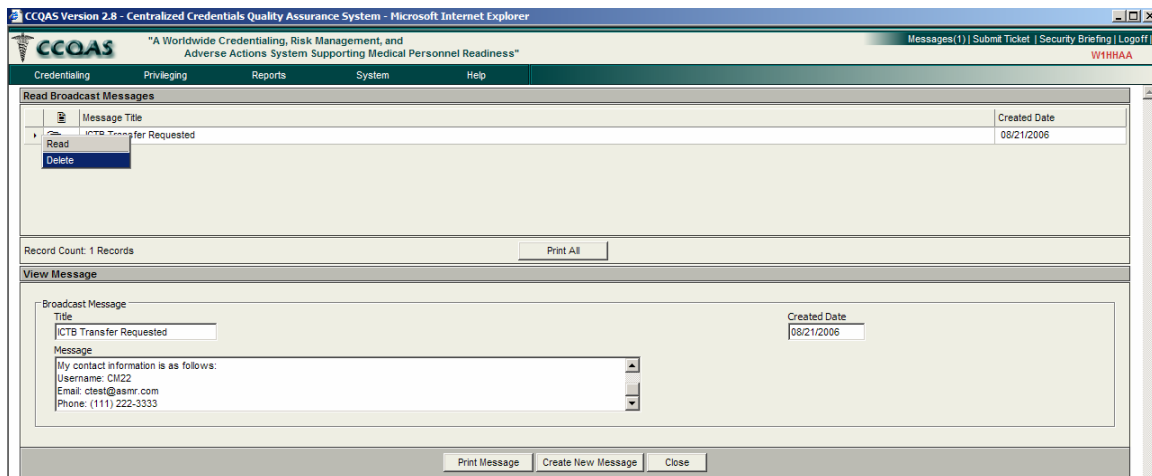 CCQAS Version 2.8 - Centralized Credentials Quality Assurance System - Microsoft Internet Explorer
CCQAS
"A Worldwide Credentialing, Risk Management, and
Adverse Actions System Supporting Medical Personnel Readiness"
Messages(1) | Submit Ticket | Security Briefing | Logoff |
W1HHAA
Credentialing Privileging Reports System Help
Read Broadcast Messages
Message Title Created Date
ICTB Transfer Requested 08/21/2006
Read
Delete
Record Count: 1 Records Print All
View Message
Broadcast Message
Title Created Date
ICTB Transfer Requested 08/21/2006
Message
My contact information is as follows:
Username: CM22
Email: ctest@asmr.com
Phone: (111) 222-3333
Print Message Create New Message Close